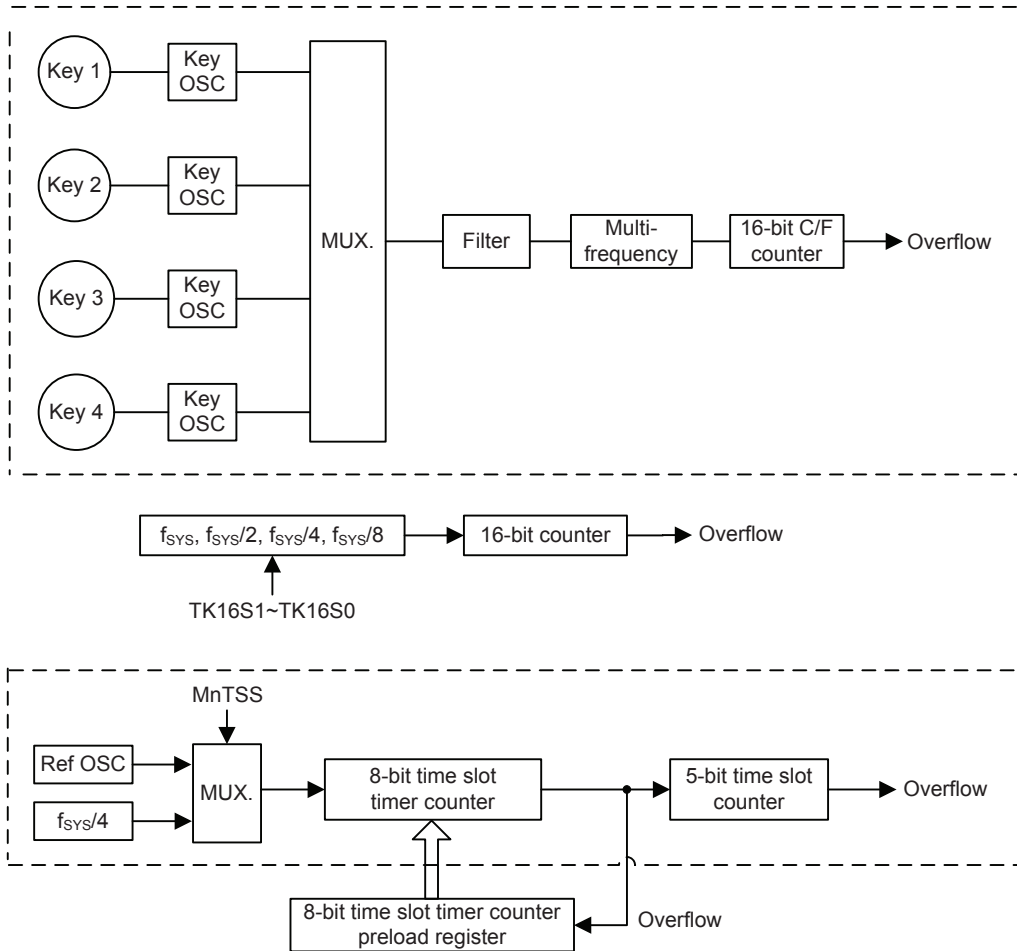 Key 1
Key
OSC
Key 2
Key
OSC
MUX.
Filter
Multi-
frequency
16-bit C/F
counter
Overflow
Key 3
Key
OSC
Key 4
Key
OSC
fSYS, fSYS/2, fSYS/4, fSYS/8
16-bit counter
Overflow
TK16S1~TK16S0
MnTSS
Ref OSC
fSYS/4
MUX.
8-bit time slot
timer counter
5-bit time slot
counter
Overflow
8-bit time slot timer counter
preload register
Overflow